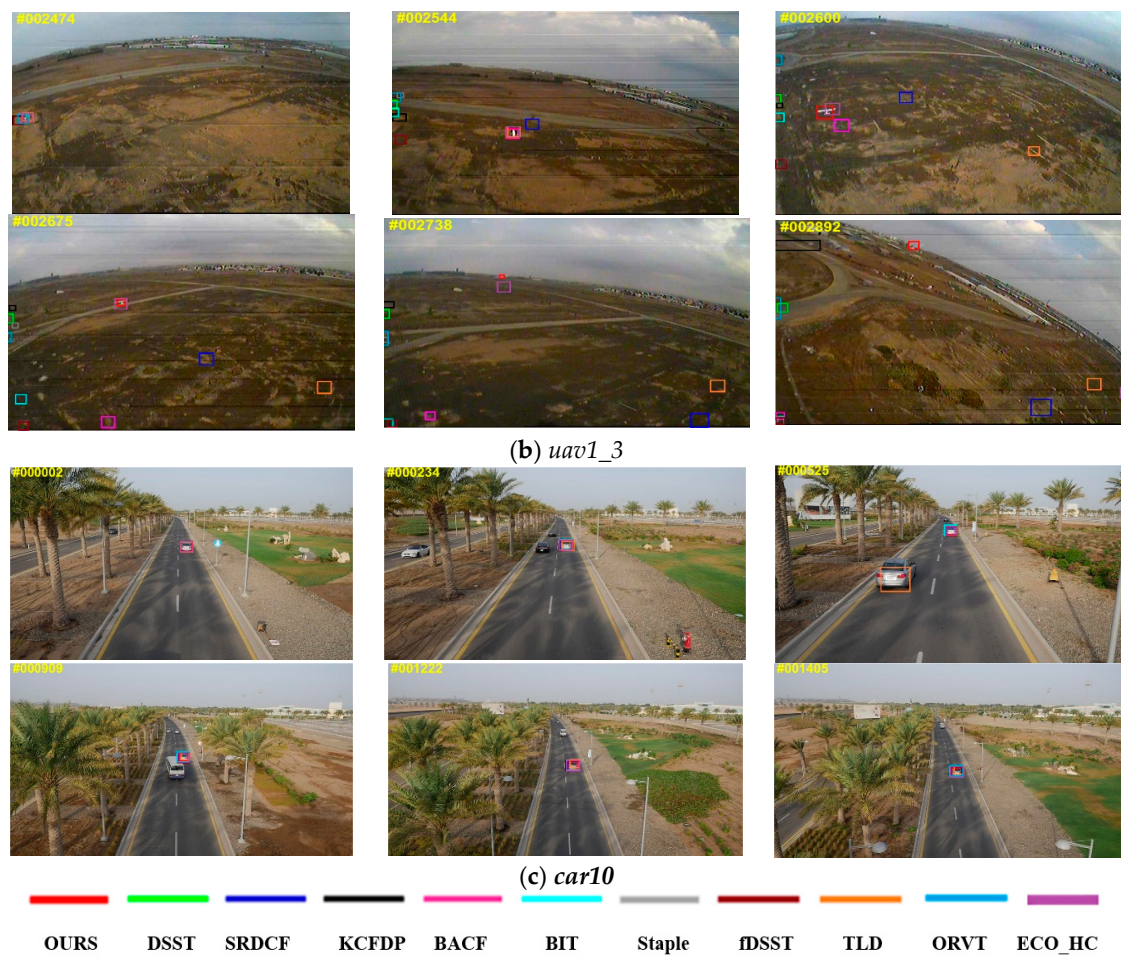 #002474 #002544 #002600
#002675 #002738 #002892
(b) uav1_3
#000002 #000234 #000525
#000909 #001222 #001405
(c) car10
OURS DSST SRDCF KCFDP BACF BIT Staple fDSST TLD ORVT ECO_HC